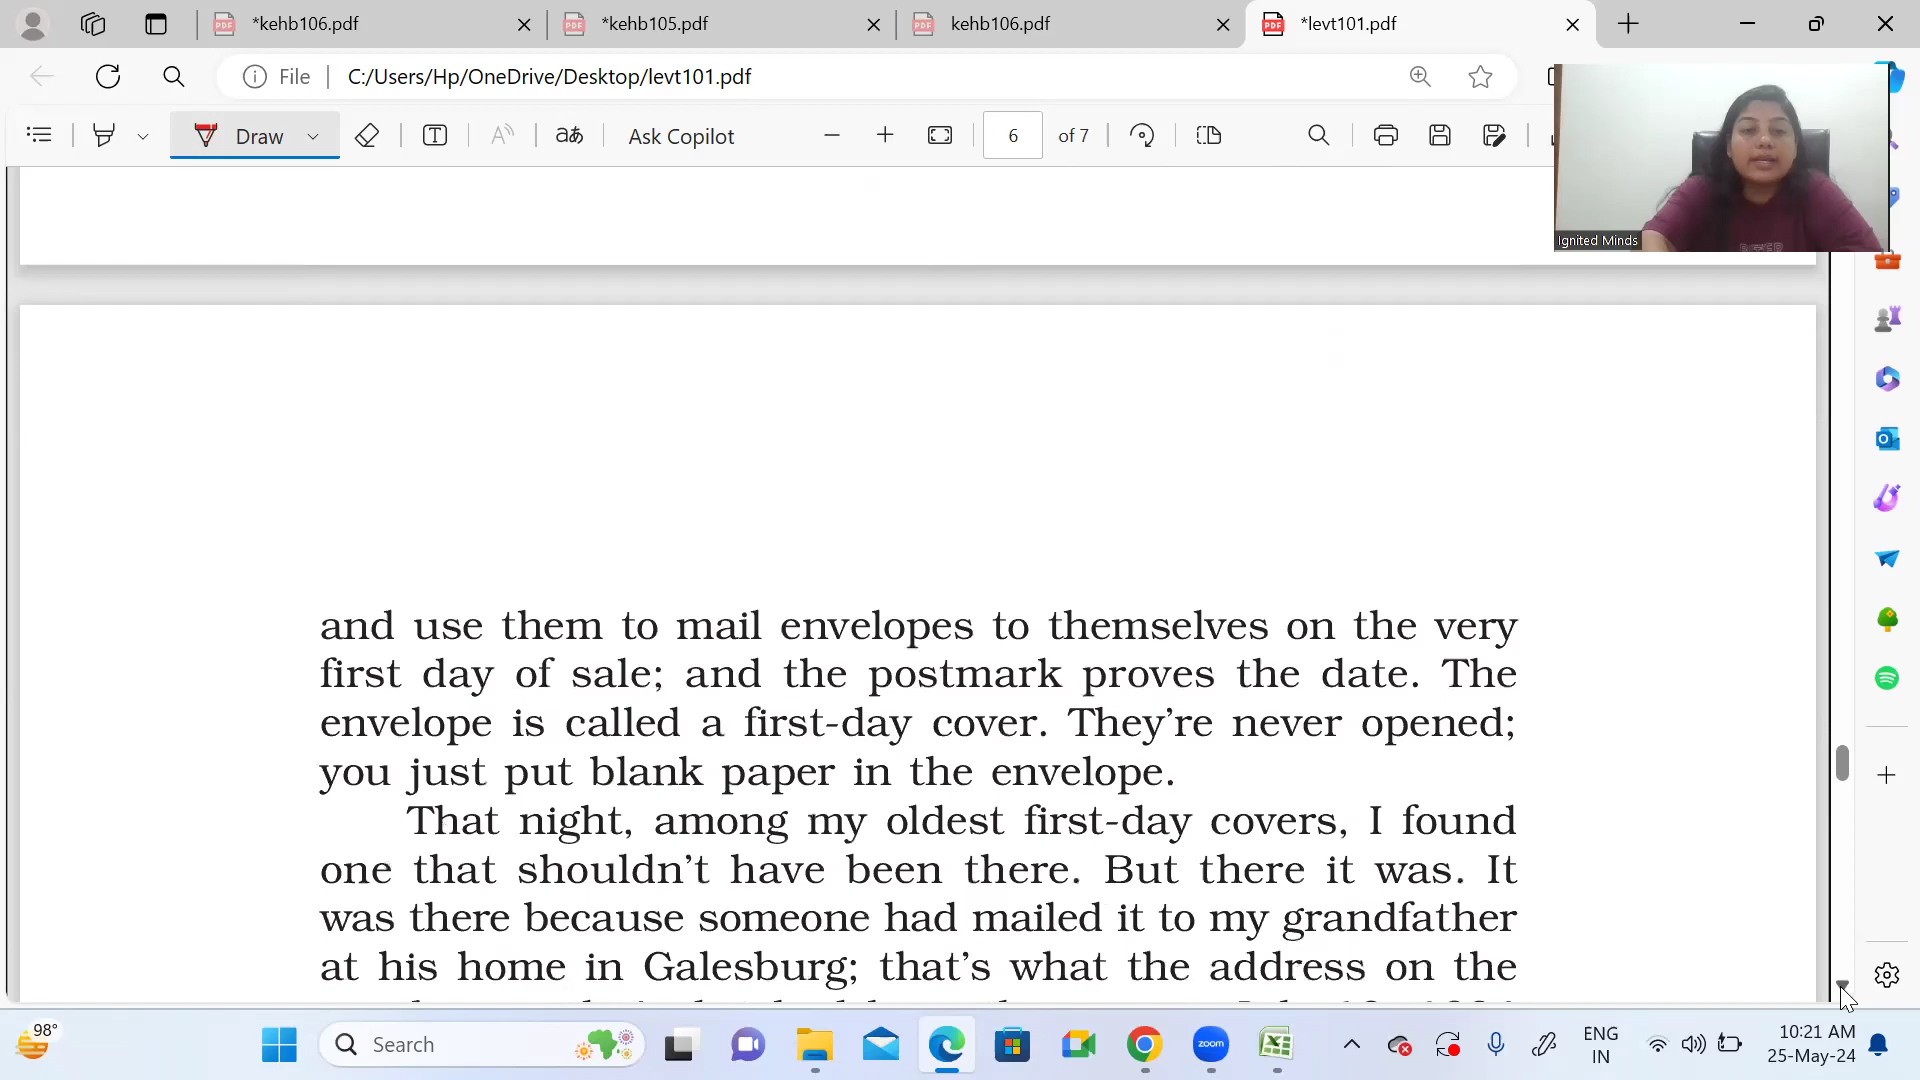 *kehb106.pdf
*kehb105.pdf
kehb106.pdf
*levt101.pdf
File
C:/Users/Hp/OneDrive/Desktop/levt101.pdf
Draw
Ask Copilot
6
of 7
Ignited Minds
and use them to mail envelopes to themselves on the very
first day of sale; and the postmark proves the date. The
envelope is called a first-day cover. They’re never opened;
you just put blank paper in the envelope.
That night, among my oldest first-day covers, I found
one that shouldn’t have been there. But there it was. It
was there because someone had mailed it to my grandfather
at his home in Galesburg; that’s what the address on the
98°
Search
zoom
ENG
IN
10:21 AM
25-May-24